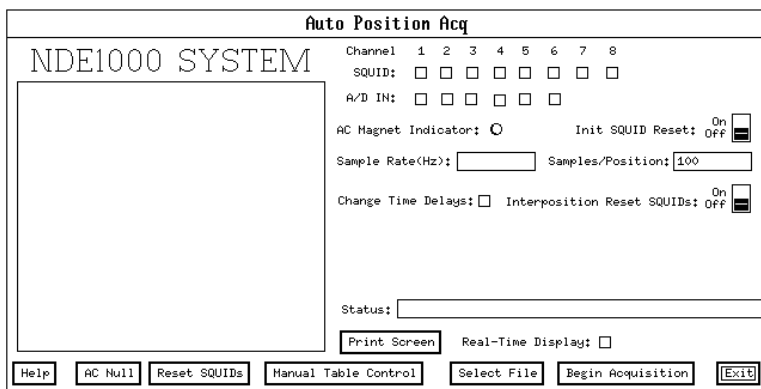 Auto Position Acq
NDE1000 SYSTEM
Channel 1 2 3 4 5 6 7 8
SQUID:
A/D IN:
AC Magnet Indicator: Init SQUID Reset: On Off
Sample Rate(Hz): Samples/Position: 100
Change Time Delays: Interposition Reset SQUIDs: On Off
Status:
Print Screen Real-Time Display:
Help AC Null Reset SQUIDs Manual Table Control Select File Begin Acquisition Exit